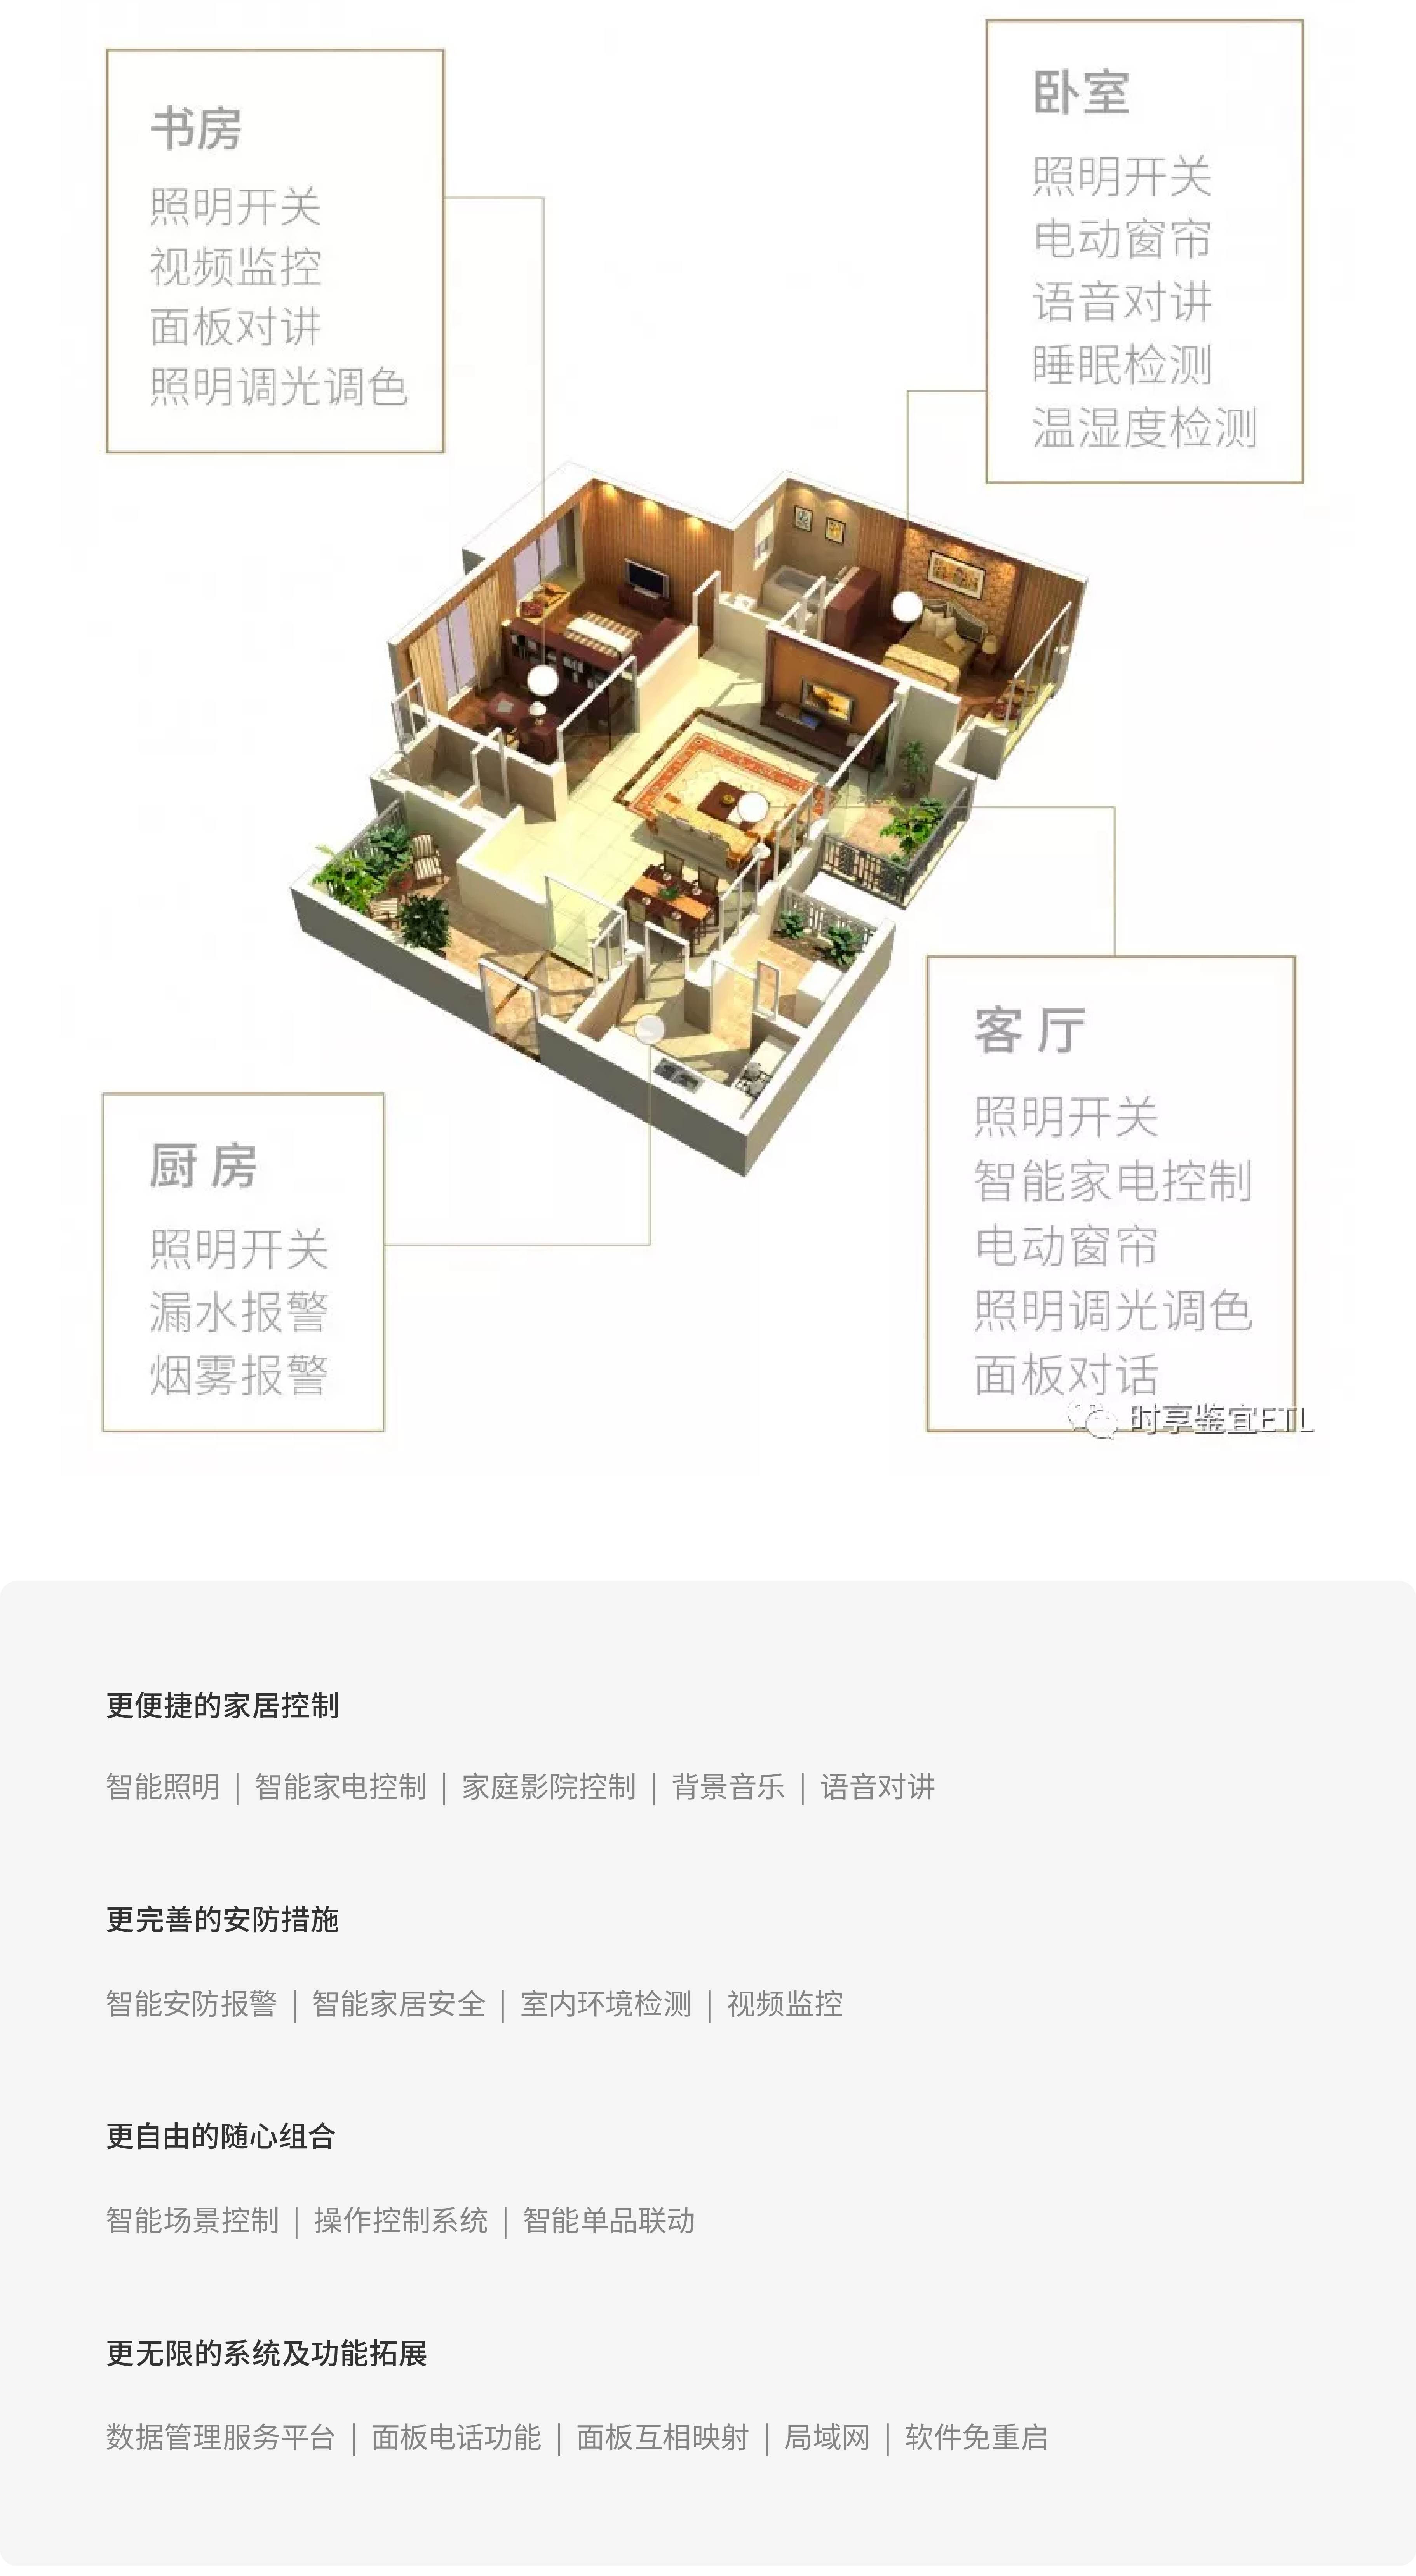 书房
照明开关
视频监控
面板对讲
照明调光调色
卧室
照明开关
电动窗帘
语音对讲
睡眠检测
温湿度检测
厨房
照明开关
漏水报警
烟雾报警
客厅
照明开关
智能家电控制
电动窗帘
照明调光调色
面板对话
时享鉴宜ETL
更便捷的家居控制
智能照明 | 智能家电控制 | 家庭影院控制 | 背景音乐 | 语音对讲
更完善的安防措施
智能安防报警 | 智能家居安全 | 室内环境检测 | 视频监控
更自由的随心组合
智能场景控制 | 操作控制系统 | 智能单品联动
更无限的系统及功能拓展
数据管理服务平台 | 面板电话功能 | 面板互相映射 | 局域网 | 软件免重启